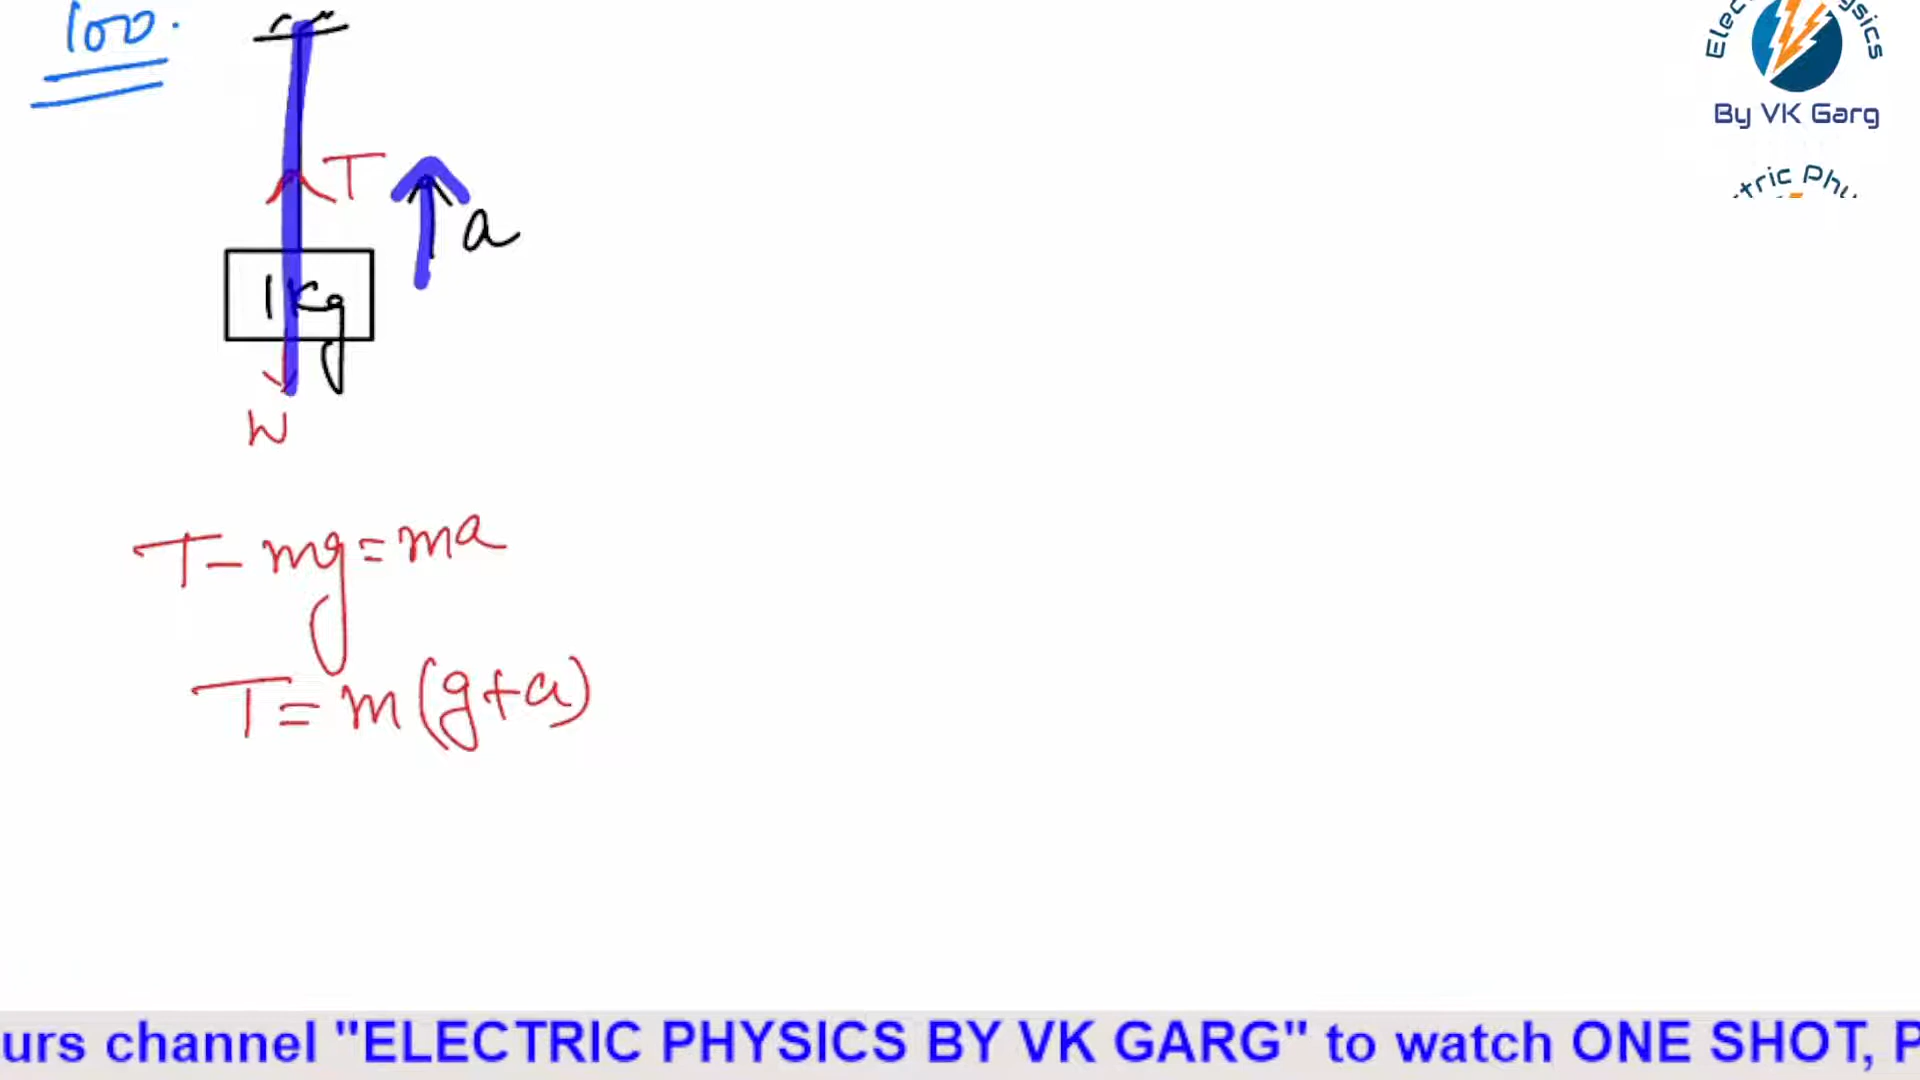 100.
T
a
1kg
W
T - mg = ma
T = m(g+a)
By VK Garg
urs channel "ELECTRIC PHYSICS BY VK GARG" to watch ONE SHOT, P